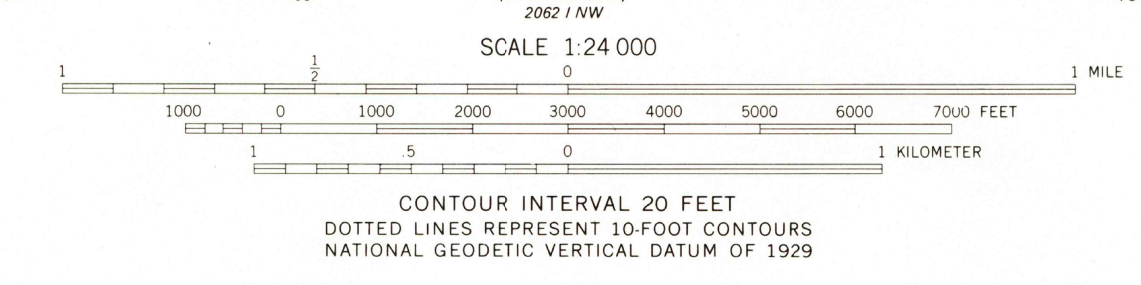 2062 I NW
SCALE 1:24 000
1 1/2 0 1 MILE
1000 0 1000 2000 3000 4000 5000 6000 7000 FEET
1 .5 0 1 KILOMETER
CONTOUR INTERVAL 20 FEET
DOTTED LINES REPRESENT 10-FOOT CONTOURS
NATIONAL GEODETIC VERTICAL DATUM OF 1929